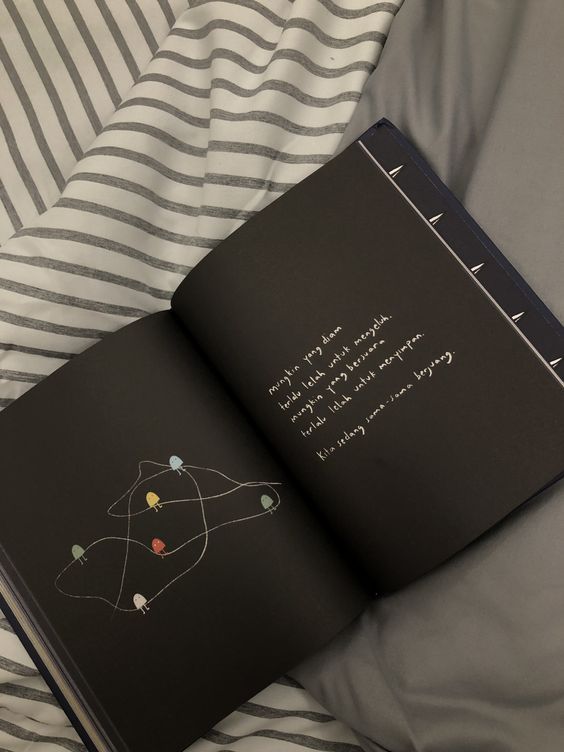 mungkin yang diam
terlalu lelah untuk mengeluh.
mungkin yang bersuara
terlalu lelah untuk menyimpan.
Kita sedang sama-sama berjuang.